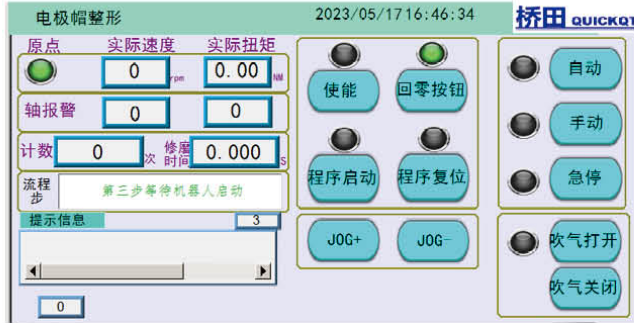 电极帽整形 2023/05/17 16:46:34 桥田 QUICKQT
原点 实际速度 实际扭矩
0 rpm 0.00 NM
轴报警 0 0
计数 0 次 修磨时间 0.000 s
流程步 第三步等待机器人启动
提示信息 3
0
使能 回零按钮
程序启动 程序复位
JOG+ JOG-
自动
手动
急停
吹气打开
吹气关闭